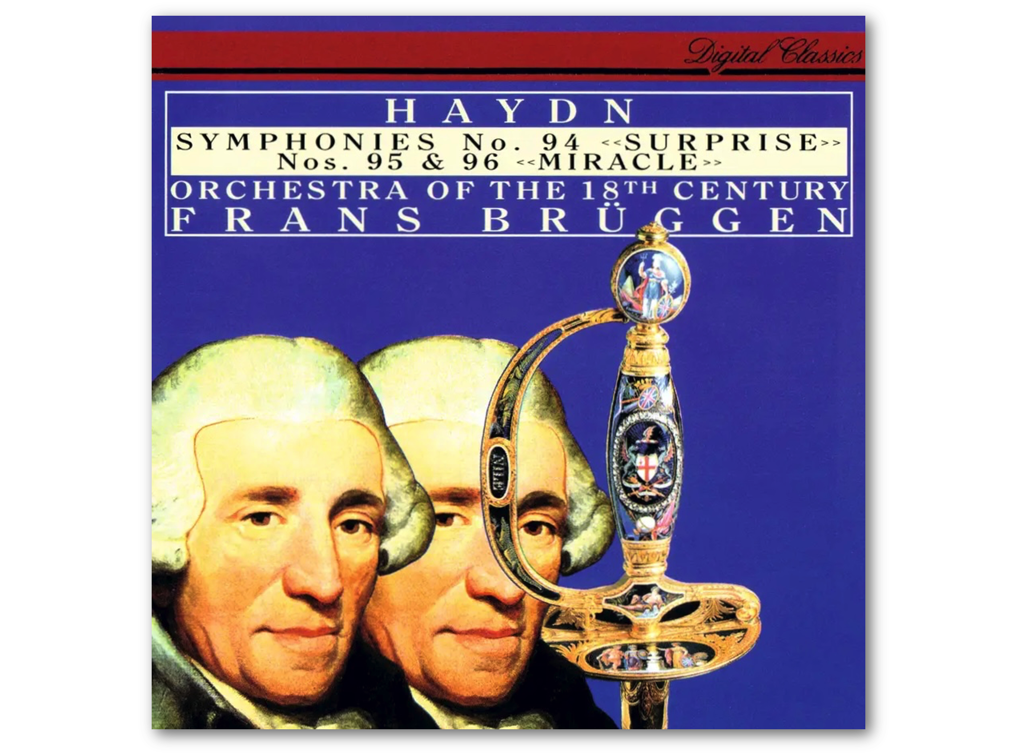 Digital Classics
HAYDN
SYMPHONIES No. 94 <<SURPRISE>>
Nos. 95 & 96 <<MIRACLE>>
ORCHESTRA OF THE 18TH CENTURY
FRANS BRÜGGEN